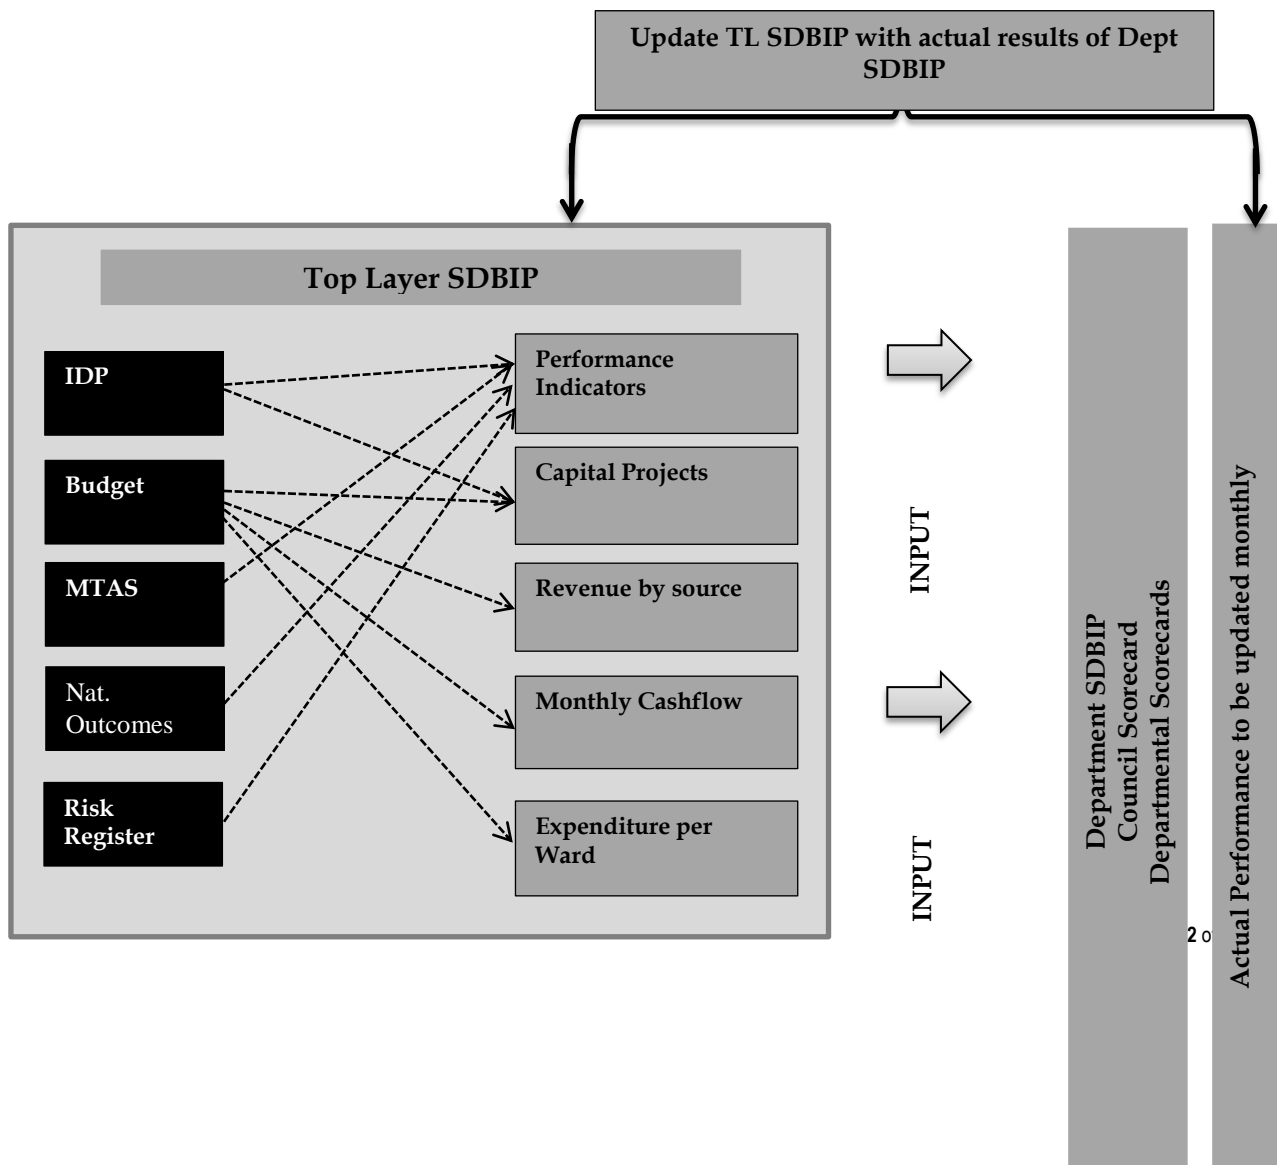 Update TL SDBIP with actual results of Dept
SDBIP
Top Layer SDBIP
IDP
Budget
MTAS
Nat.
Outcomes
Risk
Register
Performance
Indicators
Capital Projects
Revenue by source
Monthly Cashflow
Expenditure per
Ward
INPUT
INPUT
Department SDBIP
Council Scorecard
Departmental Scorecards
2 o
Actual Performance to be updated monthly